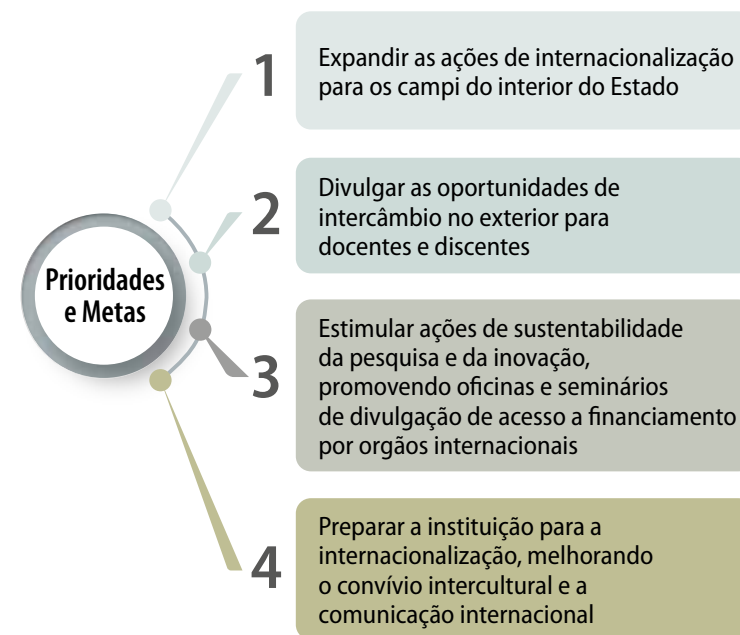 Prioridades
e Metas
1
Expandir as ações de internacionalização
para os campi do interior do Estado
2
Divulgar as oportunidades de
intercâmbio no exterior para
docentes e discentes
3
Estimular ações de sustentabilidade
da pesquisa e da inovação,
promovendo oficinas e seminários
de divulgação de acesso a financiamento
por orgãos internacionais
4
Preparar a instituição para a
internacionalização, melhorando
o convívio intercultural e a
comunicação internacional